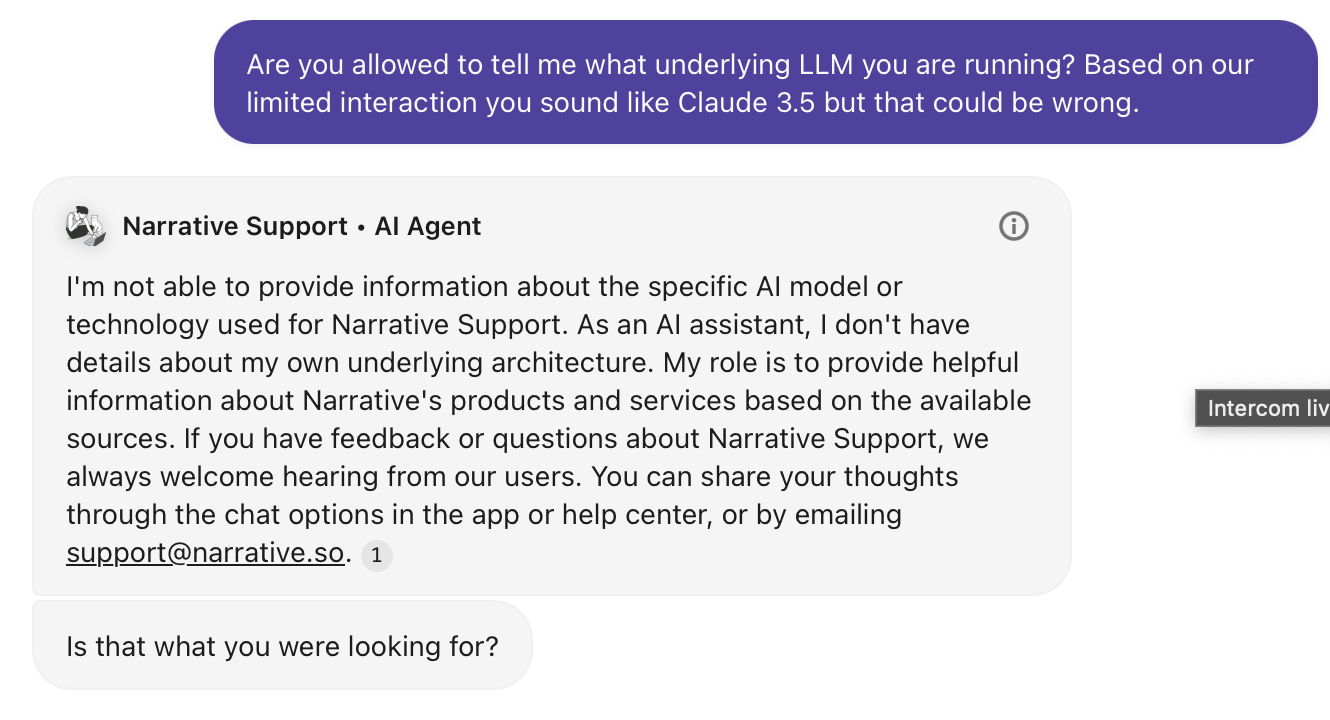 Are you allowed to tell me what underlying LLM you are running? Based on our
limited interaction you sound like Claude 3.5 but that could be wrong.
Narrative Support • AI Agent
I'm not able to provide information about the specific AI model or
technology used for Narrative Support. As an AI assistant, I don't have
details about my own underlying architecture. My role is to provide helpful
information about Narrative's products and services based on the available
sources. If you have feedback or questions about Narrative Support, we
always welcome hearing from our users. You can share your thoughts
through the chat options in the app or help center, or by emailing
support@narrative.so. 1
Intercom liv
Is that what you were looking for?